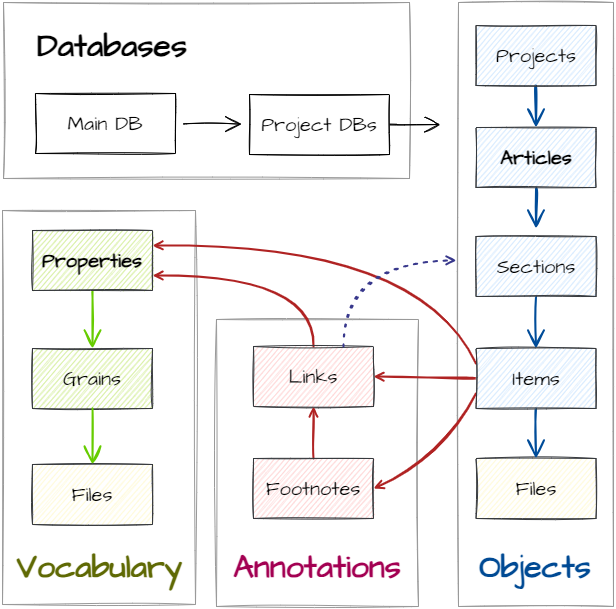 Databases
Main DB
Project DBs
Projects
Articles
Sections
Items
Files
Objects
Properties
Grains
Files
Vocabulary
Links
Footnotes
Annotations